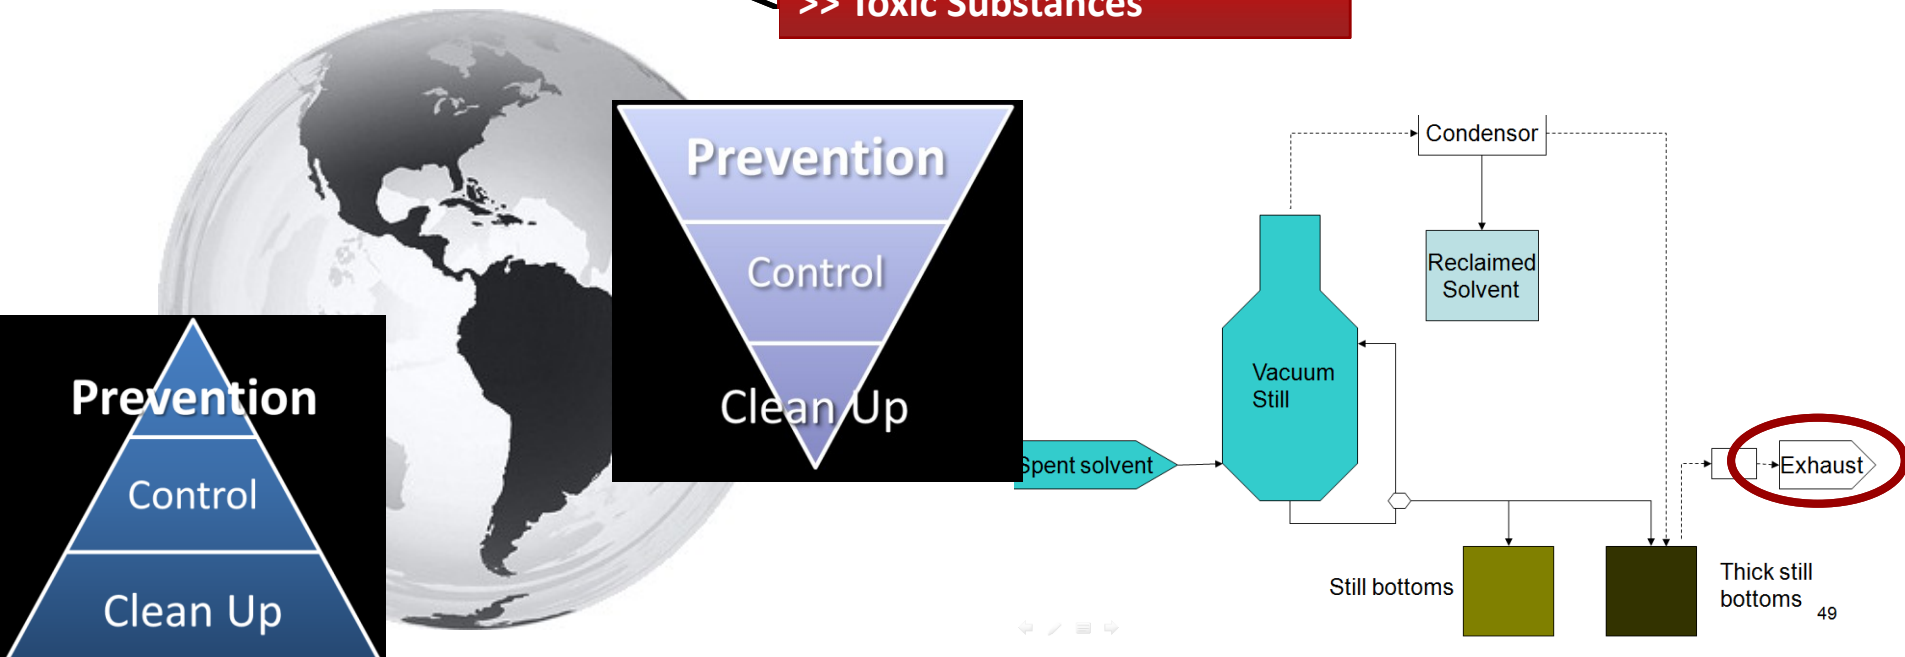 >> Toxic Substances
Prevention
Control
Clean Up
Prevention
Control
Clean Up
Condensor
Reclaimed
Solvent
Vacuum
Still
Spent solvent
Exhaust
Still bottoms
Thick still
bottoms
49